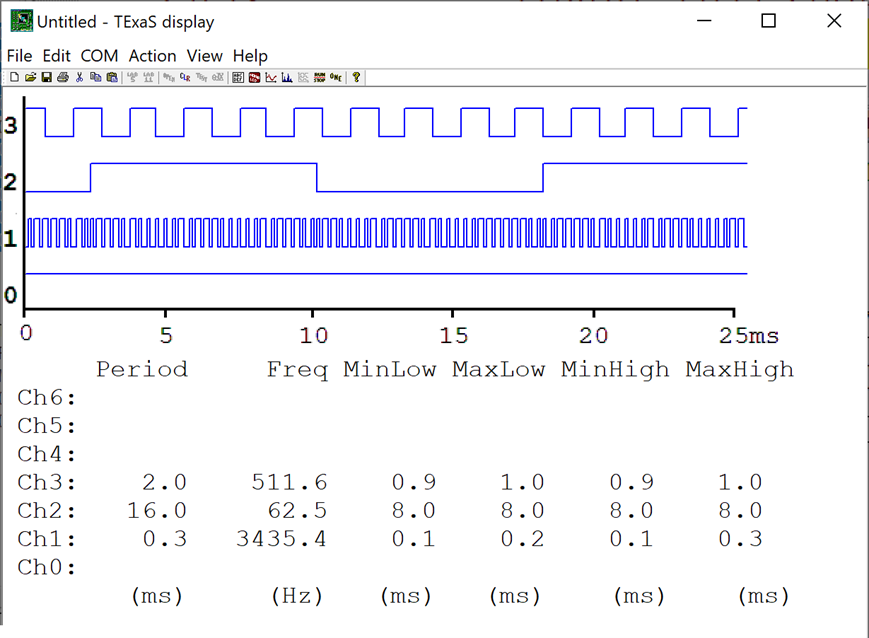 Untitled - TExaS display
File Edit COM Action View Help
3
2
1
0
0 5 10 15 20 25ms
Period Freq MinLow MaxLow MinHigh MaxHigh
Ch6:
Ch5:
Ch4:
Ch3: 2.0 511.6 0.9 1.0 0.9 1.0
Ch2: 16.0 62.5 8.0 8.0 8.0 8.0
Ch1: 0.3 3435.4 0.1 0.2 0.1 0.3
Ch0:
(ms) (Hz) (ms) (ms) (ms) (ms)